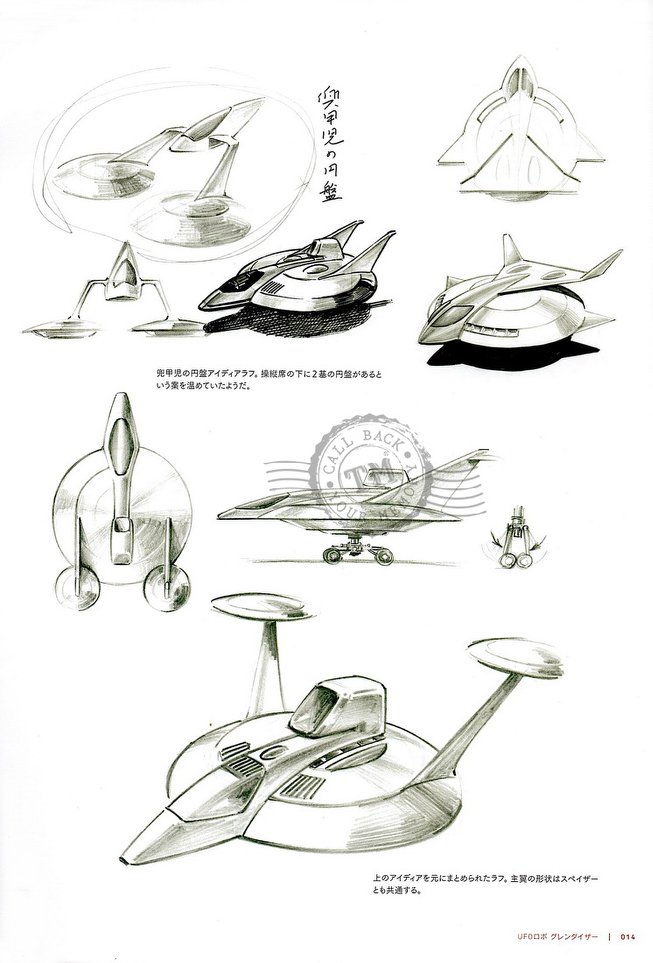 兜甲児の円盤
兜甲児の円盤アイディアラフ。操縦席の下に2基の円盤があると
いう案を温めていたようだ。
CALL BACK
TM
YOUR MEMO
上のアイディアを元にまとめられたラフ。主翼の形状はスペイザー
とも共通する。
UFOロボ グレンダイザー | 014